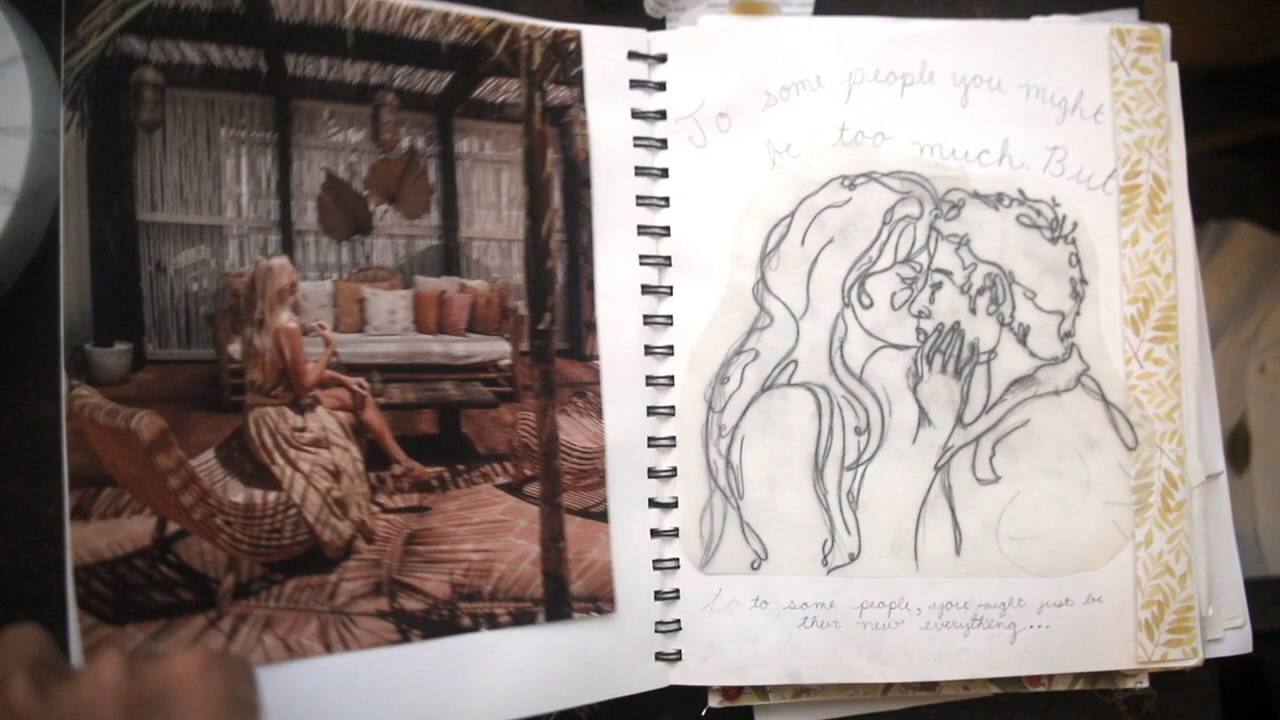 To some people you might
be too much. But
to some people, you might just be
their new everything...